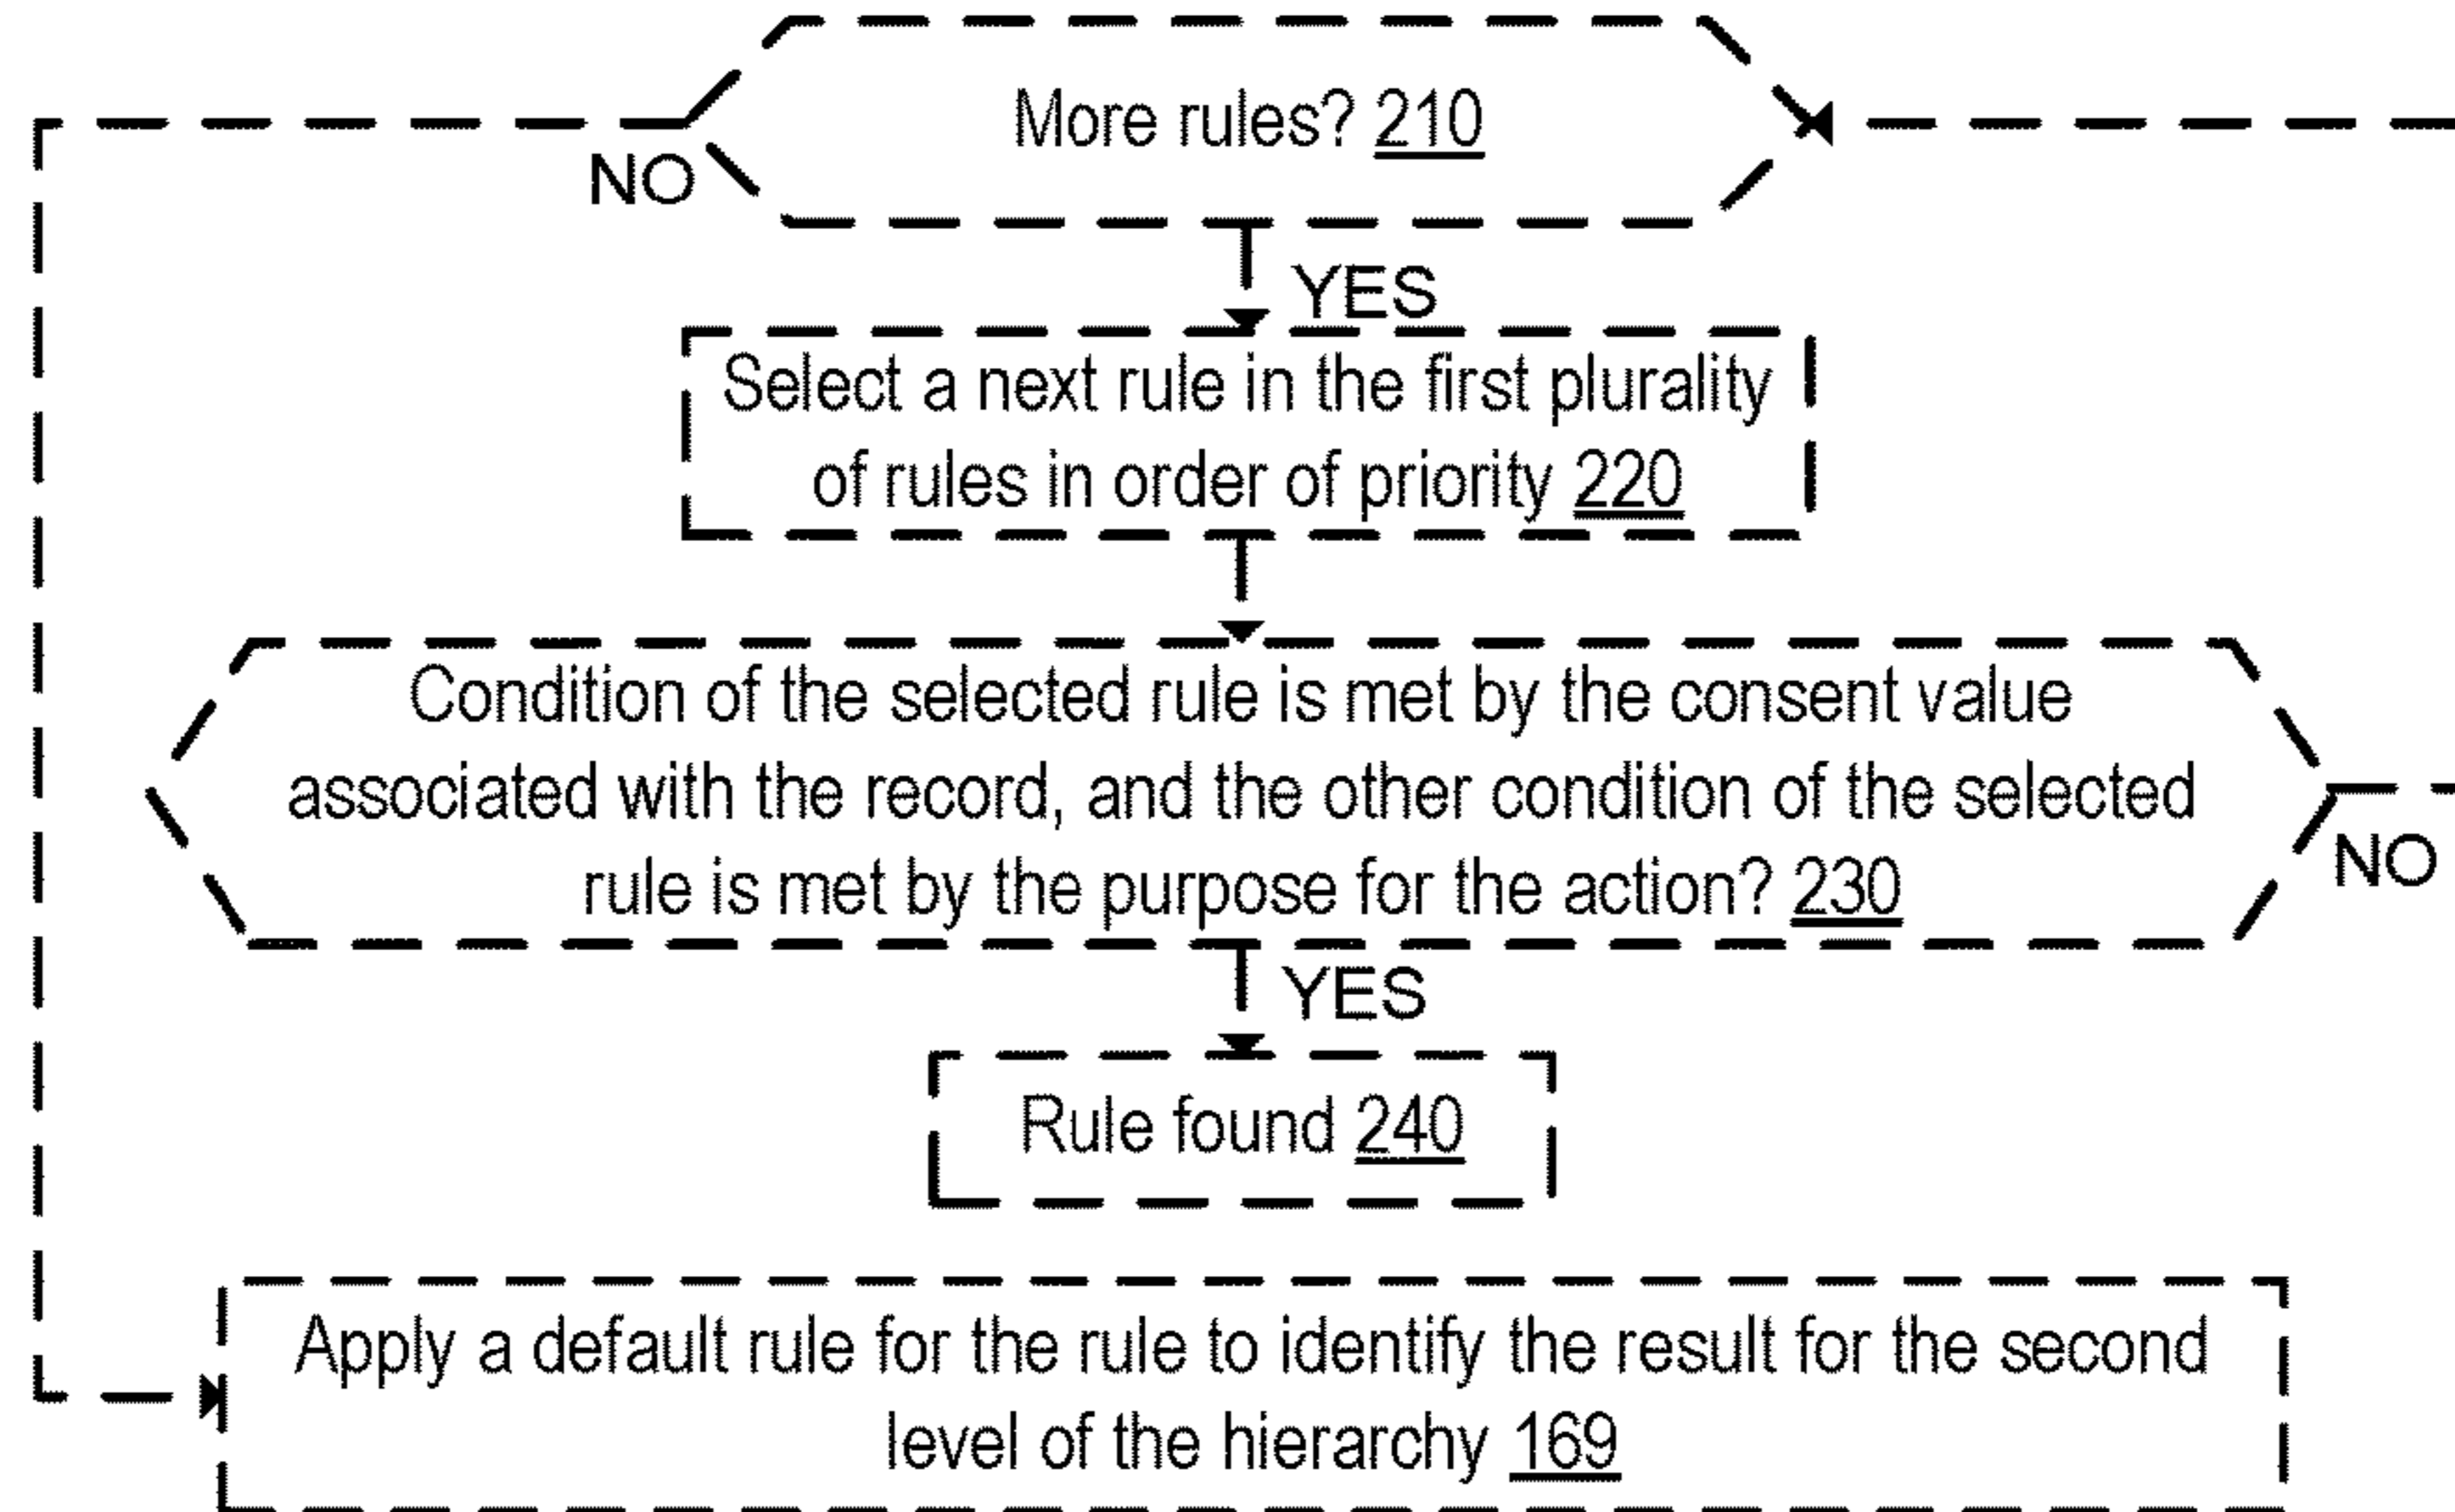 More rules? 210
NO
YES
Select a next rule in the first plurality
of rules in order of priority 220
Condition of the selected rule is met by the consent value
associated with the record, and the other condition of the selected
rule is met by the purpose for the action? 230
NO
YES
Rule found 240
Apply a default rule for the rule to identify the result for the second
level of the hierarchy 169